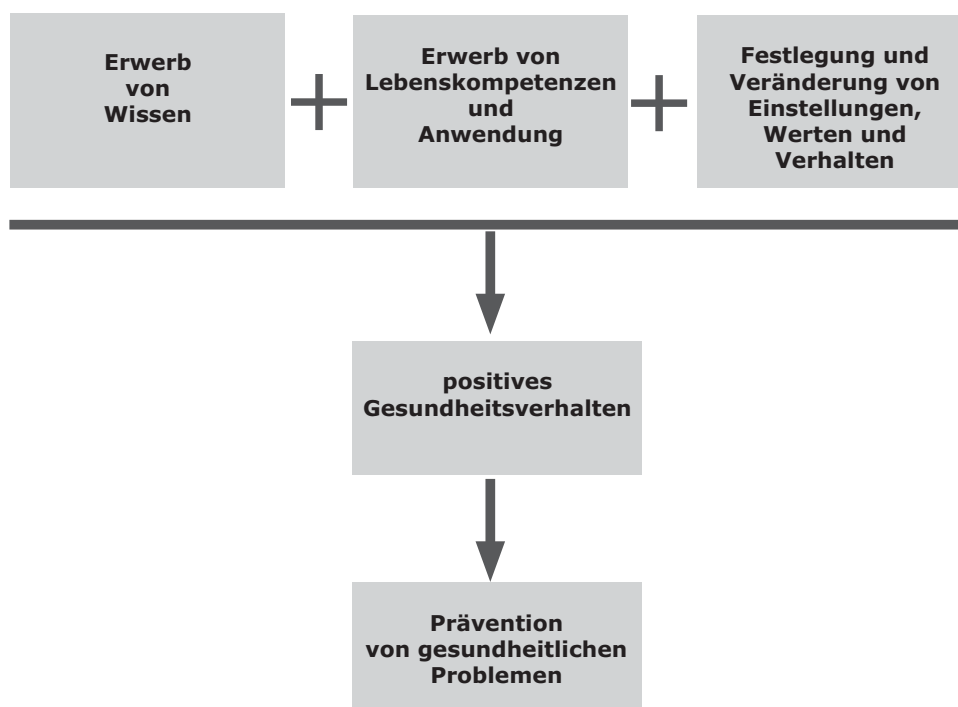 Erwerb
von
Wissen
Erwerb von
Lebenskompetenzen
und
Anwendung
Festlegung und
Veränderung von
Einstellungen,
Werten und
Verhalten
positives
Gesundheitsverhalten
Prävention
von gesundheitlichen
Problemen